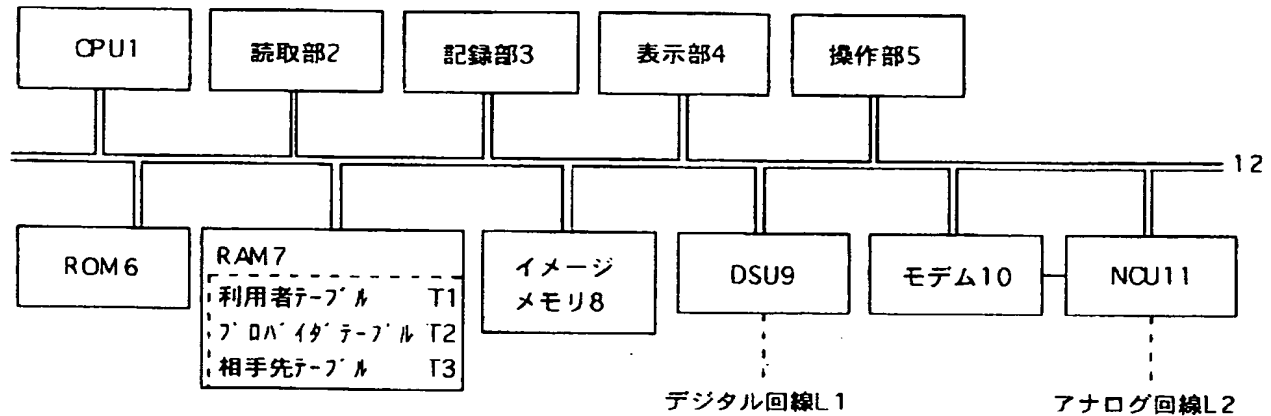 CPU1
読取部2
記録部3
表示部4
操作部5
12
ROM6
RAM7
利用者テーブル T1
プロバイダテーブル T2
相手先テーブル T3
イメージ
メモリ8
DSU9
モデム10
NCU11
デジタル回線L1
アナログ回線L2